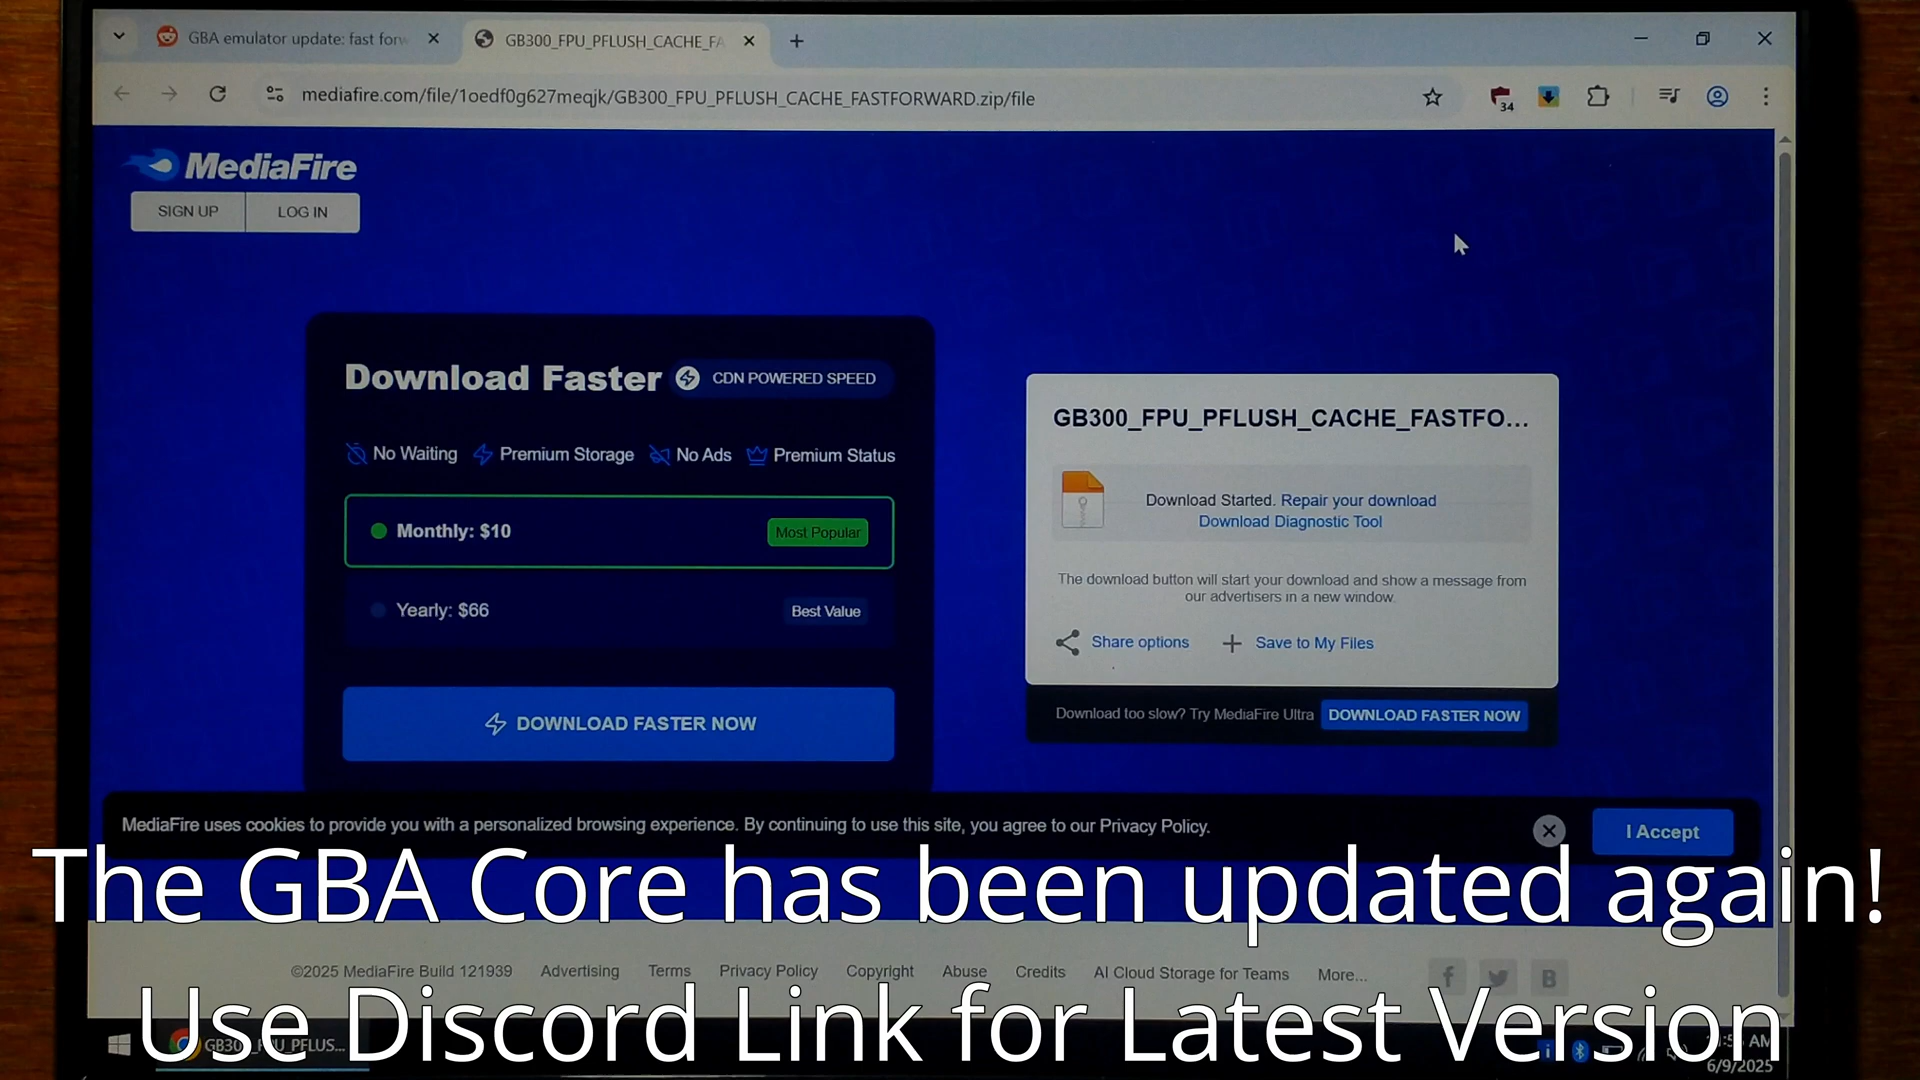 GBA emulator update: fast forw
GB300_FPU_PFLUSH_CACHE_FA
mediafire.com/file/1oedf0g627meqjk/GB300_FPU_PFLUSH_CACHE_FASTFORWARD.zip/file
34
MediaFire
SIGN UP
LOG IN
Download Faster
CDN POWERED SPEED
No Waiting
Premium Storage
No Ads
Premium Status
Monthly: $10
Most Popular
Yearly: $66
Best Value
DOWNLOAD FASTER NOW
GB300_FPU_PFLUSH_CACHE_FASTFO...
Download Started. Repair your download
Download Diagnostic Tool
The download button will start your download and show a message from
our advertisers in a new window.
Share options
Save to My Files
Download too slow? Try MediaFire Ultra
DOWNLOAD FASTER NOW
MediaFire uses cookies to provide you with a personalized browsing experience. By continuing to use this site, you agree to our Privacy Policy.
I Accept
The GBA Core has been updated again!
©2025 MediaFire Build 121939
Advertising
Terms
Privacy Policy
Copyright
Abuse
Credits
AI Cloud Storage for Teams
More...
Use Discord Link for Latest Version
AM
6/9/2025